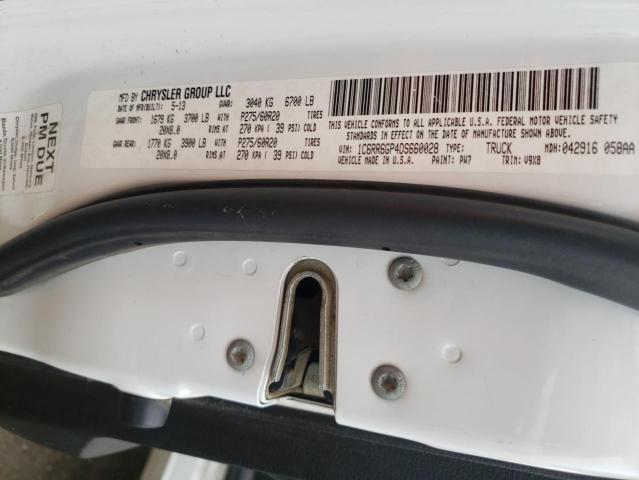 MFD BY CHRYSLER GROUP LLC
DATE OF MFR(BUILT): 5-13 GVWR: 3040 KG 6700 LB
GAWR FRONT: 1679 KG 3700 LB WITH P275/60R20 TIRES
20X8.0 RIMS AT 270 KPA ( 39 PSI) COLD
GAWR REAR: 1770 KG 3900 LB WITH P275/60R20 TIRES
20X8.0 RIMS AT 270 KPA ( 39 PSI) COLD
THIS VEHICLE CONFORMS TO ALL APPLICABLE U.S.A. FEDERAL MOTOR VEHICLE SAFETY
STANDARDS IN EFFECT ON THE DATE OF MANUFACTURE SHOWN ABOVE.
VIN: 1C6RR6GP4DS660028 TYPE: TRUCK MDH: 042916 058AA
VEHICLE MADE IN U.S.A. PAINT: PW7 TRIM: V9X8
NEXT
PM DUE